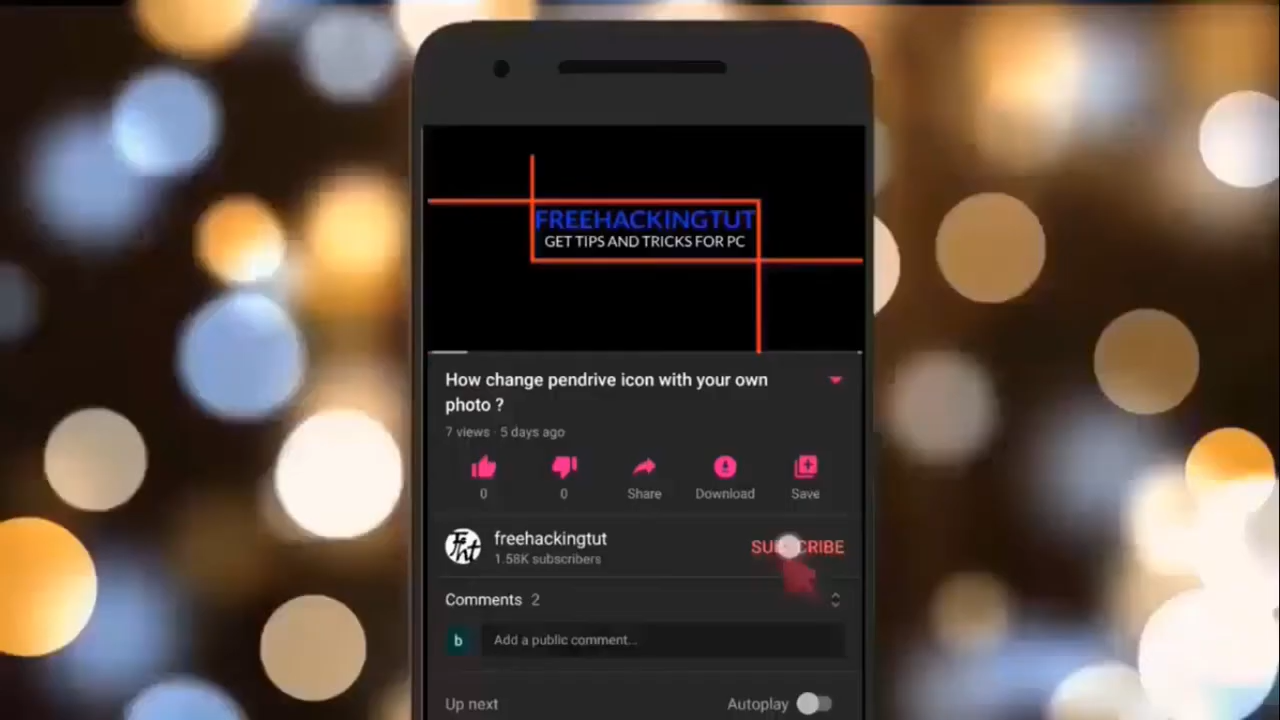 FREEHACKINGTUT
GET TIPS AND TRICKS FOR PC
How change pendrive icon with your own
photo ?
7 views · 5 days ago
0
0
Share
Download
Save
freehackingtut
1.58K subscribers
SUBSCRIBE
Comments 2
b
Add a public comment...
Up next
Autoplay